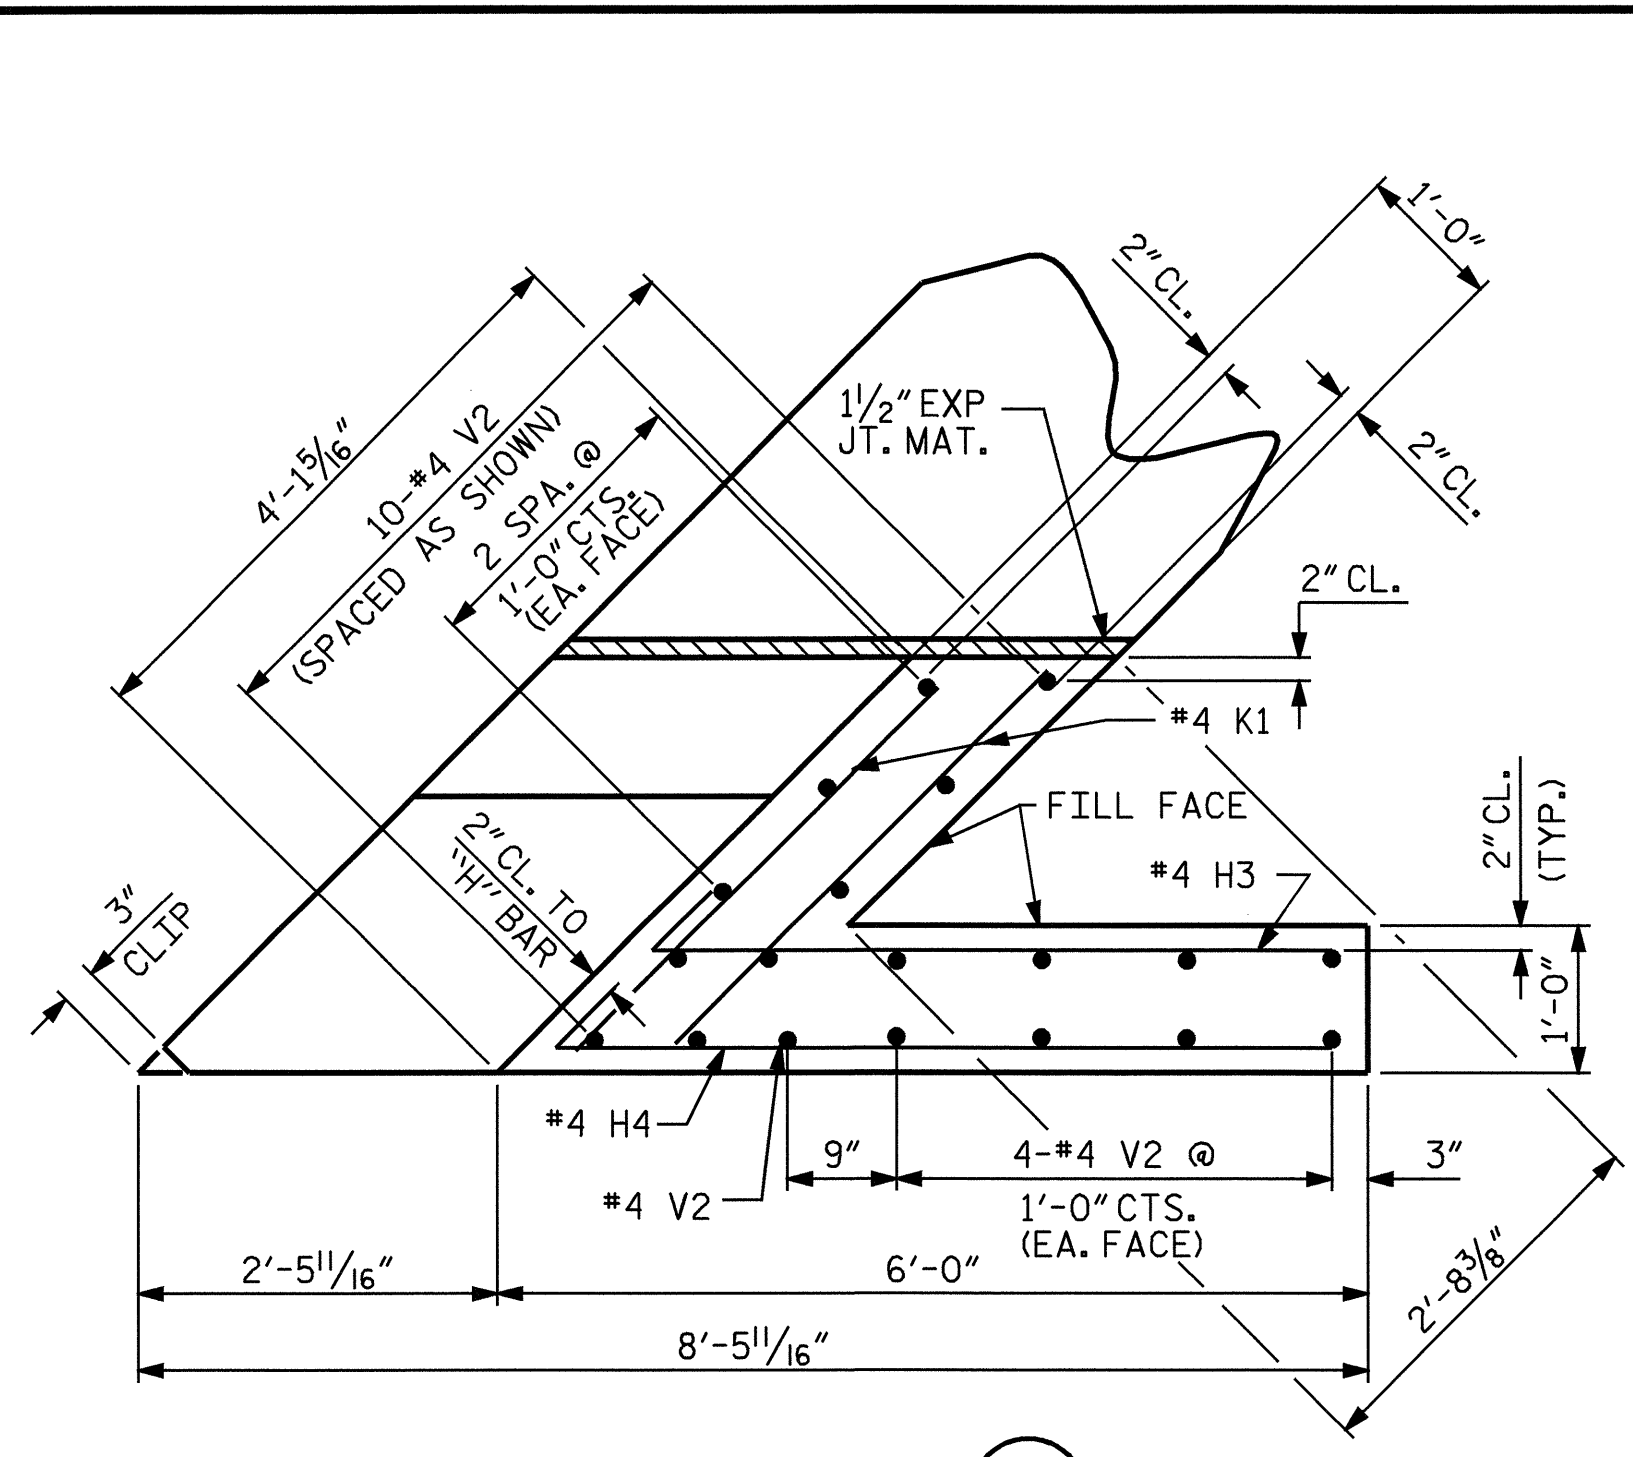 1'-0"
2" CL.
1 1/2" EXP
JT. MAT.
2" CL.
4'-1 5/16"
10-#4 V2
(SPACED AS SHOWN)
2 SPA. @
1'-0" CTS.
(EA. FACE)
2" CL.
#4 K1
FILL FACE
#4 H3
2" CL.
(TYP.)
2" CL. TO
"H" BAR
3"
CLIP
1'-0"
#4 H4
9"
4-#4 V2 @
1'-0" CTS.
(EA. FACE)
3"
#4 V2
2'-5 11/16"
6'-0"
2'-8 3/8"
8'-5 11/16"